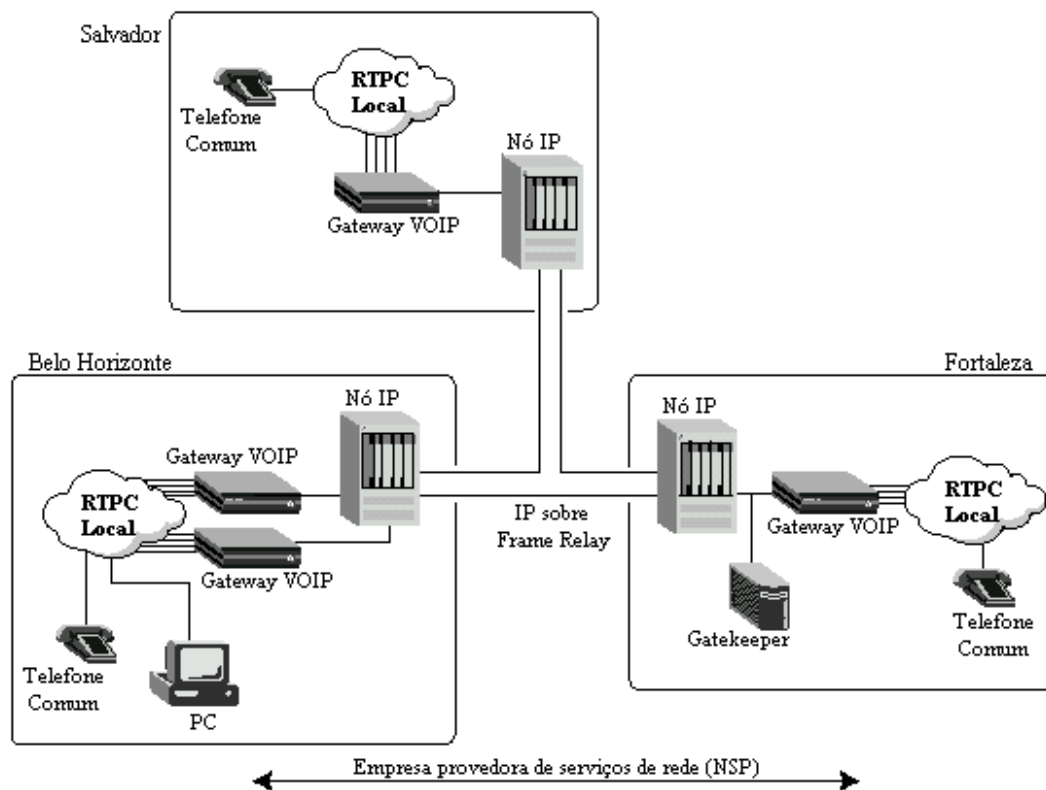 Salvador
RTPC
Local
Telefone
Comum
Nó IP
Gateway VOIP
Belo Horizonte
Fortaleza
Nó IP
Nó IP
Gateway VOIP
RTPC
Local
Gateway VOIP
IP sobre
Frame Relay
Gateway VOIP
RTPC
Local
Gatekeeper
Telefone
Comum
Telefone
Comum
PC
Empresa provedora de serviços de rede (NSP)